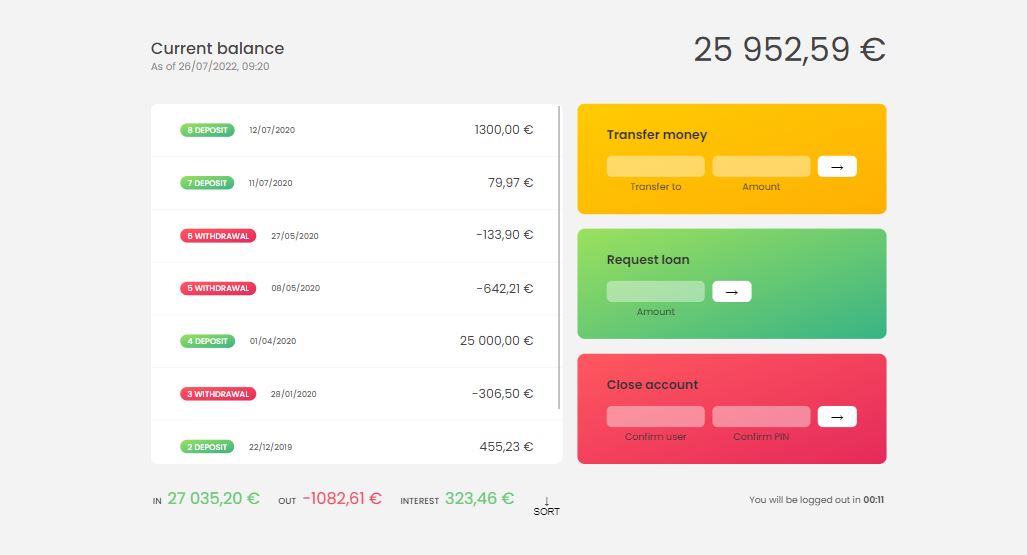 Current balance
As of 26/07/2022, 09:20
25 952,59 €
8 DEPOSIT 12/07/2020 1300,00 €
7 DEPOSIT 11/07/2020 79,97 €
6 WITHDRAWAL 27/05/2020 -133,90 €
5 WITHDRAWAL 08/05/2020 -642,21 €
4 DEPOSIT 01/04/2020 25 000,00 €
3 WITHDRAWAL 28/01/2020 -306,50 €
2 DEPOSIT 22/12/2019 455,23 €
Transfer money
→
Transfer to Amount
Request loan
→
Amount
Close account
→
Confirm user Confirm PIN
IN 27 035,20 € OUT -1082,61 € INTEREST 323,46 € ↓
SORT
You will be logged out in 00:11